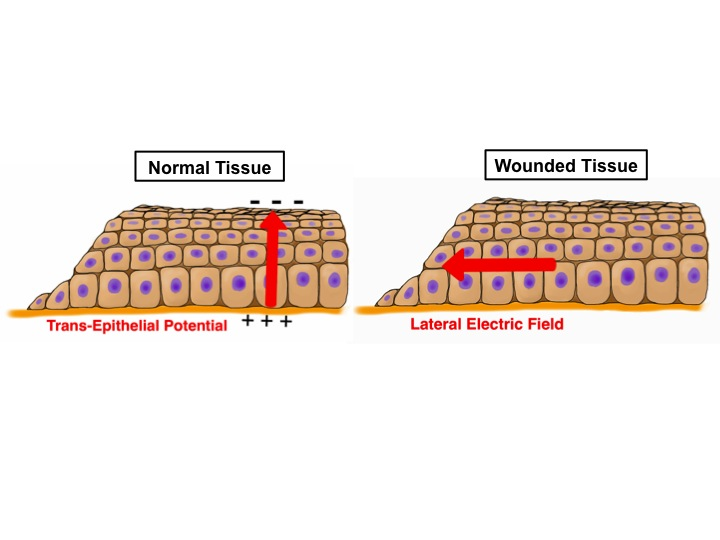 Normal Tissue
- - -
Trans-Epithelial Potential
+ + +
Wounded Tissue
Lateral Electric Field